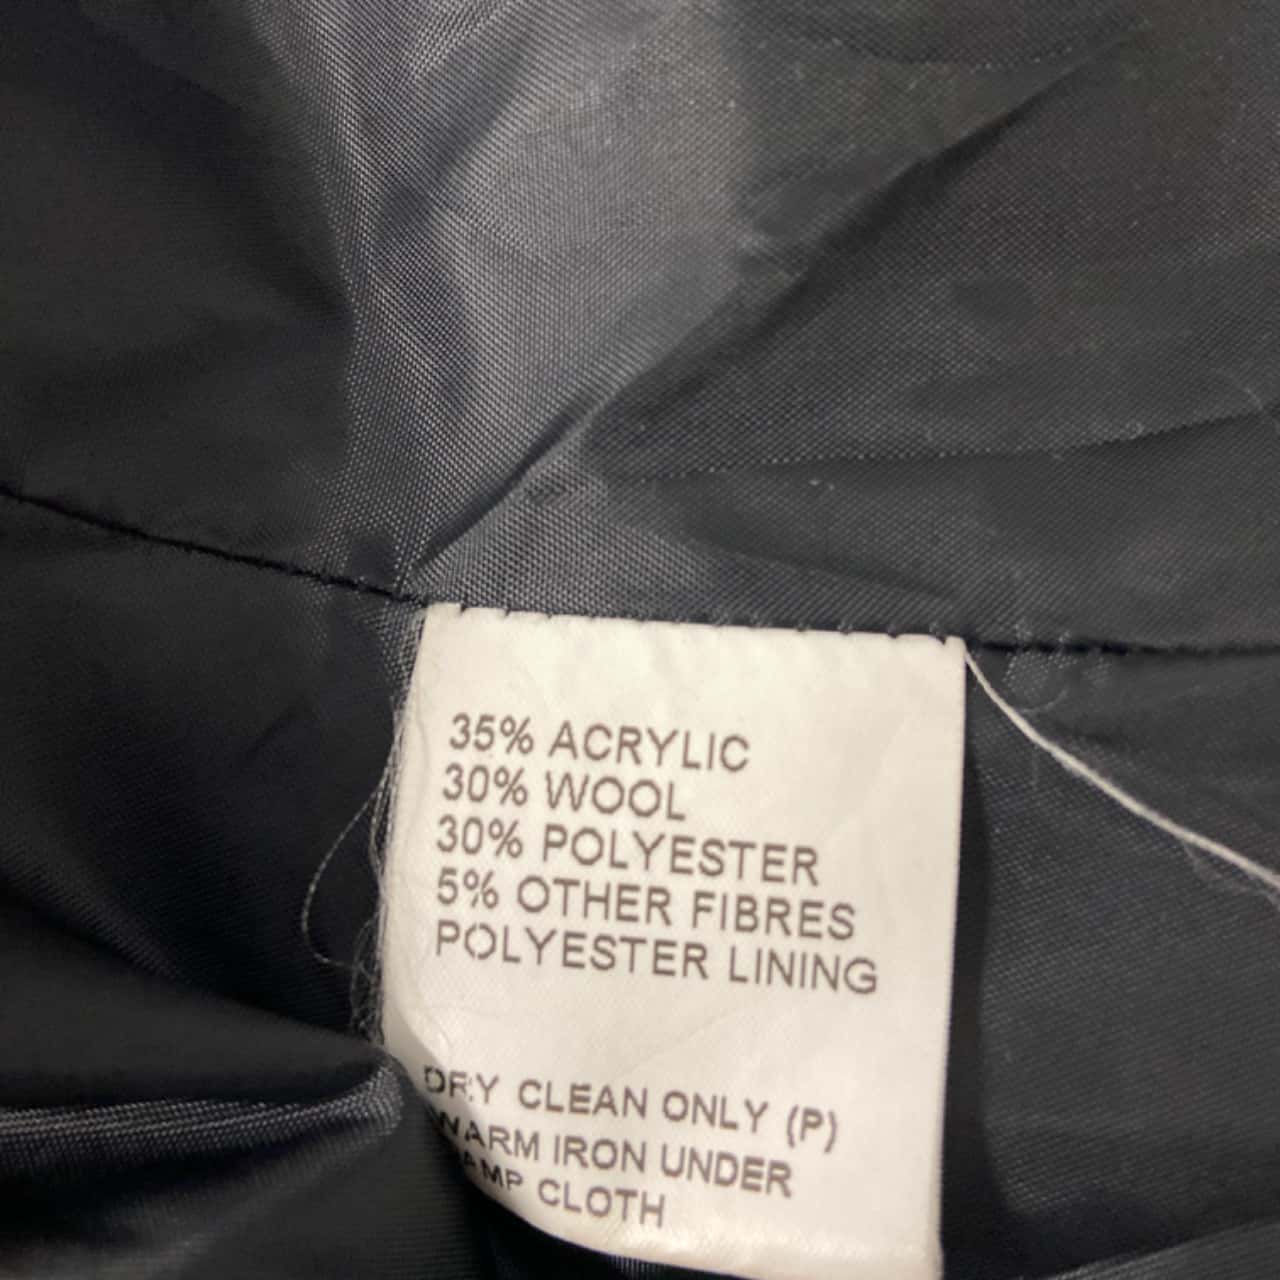 35% ACRYLIC
30% WOOL
30% POLYESTER
5% OTHER FIBRES
POLYESTER LINING
DRY CLEAN ONLY (P)
WARM IRON UNDER
CLOTH